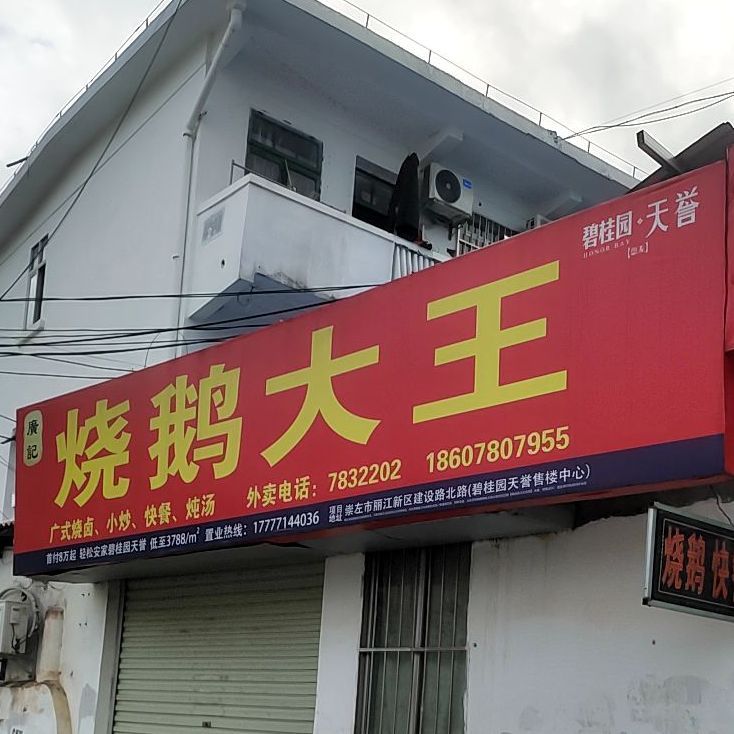 碧桂园·天誉
HONOR BAY
廣記
烧鹅大王
广式烧卤、小炒、快餐、炖汤 外卖电话：7832202 18607807955
首付8万起 轻松安家碧桂园天誉 低至3788/m² 置业热线：17777144036 项目地址 崇左市丽江新区建设路北路(碧桂园天誉售楼中心)
烧鹅 快